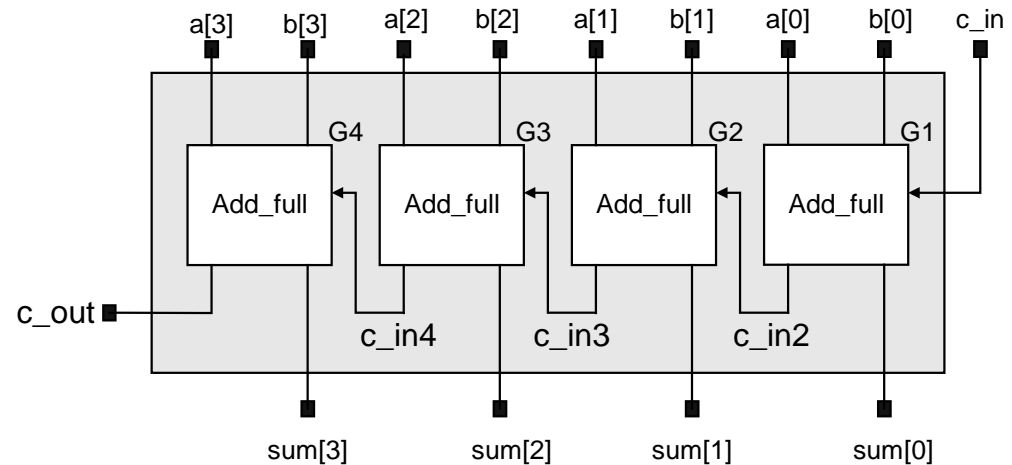 a[3] b[3] a[2] b[2] a[1] b[1] a[0] b[0] c_in
G4 G3 G2 G1
Add_full Add_full Add_full Add_full
c_out c_in4 c_in3 c_in2
sum[3] sum[2] sum[1] sum[0]